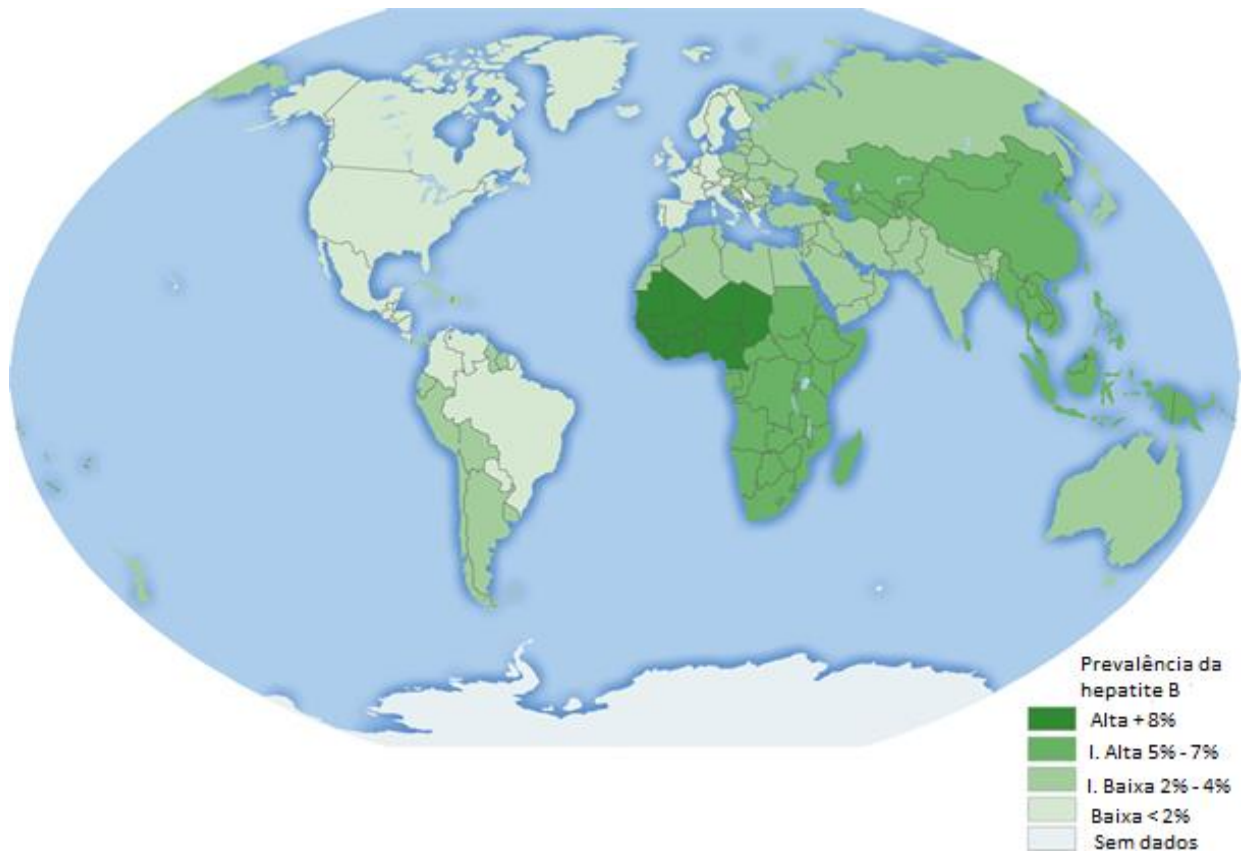 Prevalência da
hepatite B
Alta + 8%
I. Alta 5% - 7%
I. Baixa 2% - 4%
Baixa < 2%
Sem dados